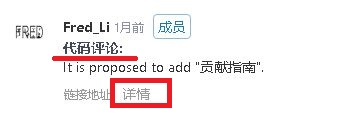 FRED Fred_Li 1月前 成员
代码评论:
It is proposed to add "贡献指南".
链接地址 详情